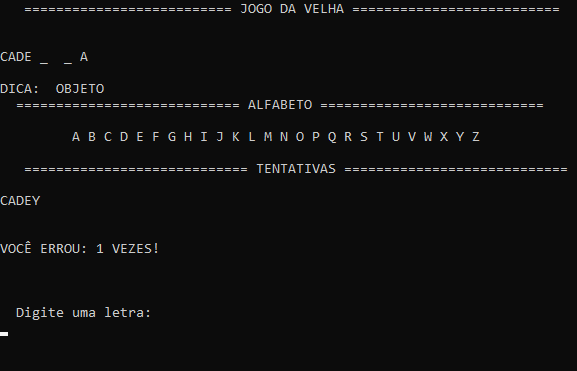 ========================== JOGO DA VELHA ==========================
CADE _  _ A
DICA:  OBJETO
============================ ALFABETO ============================
A B C D E F G H I J K L M N O P Q R S T U V W X Y Z
============================ TENTATIVAS ============================
CADEY
VOCÊ ERROU: 1 VEZES!
Digite uma letra: